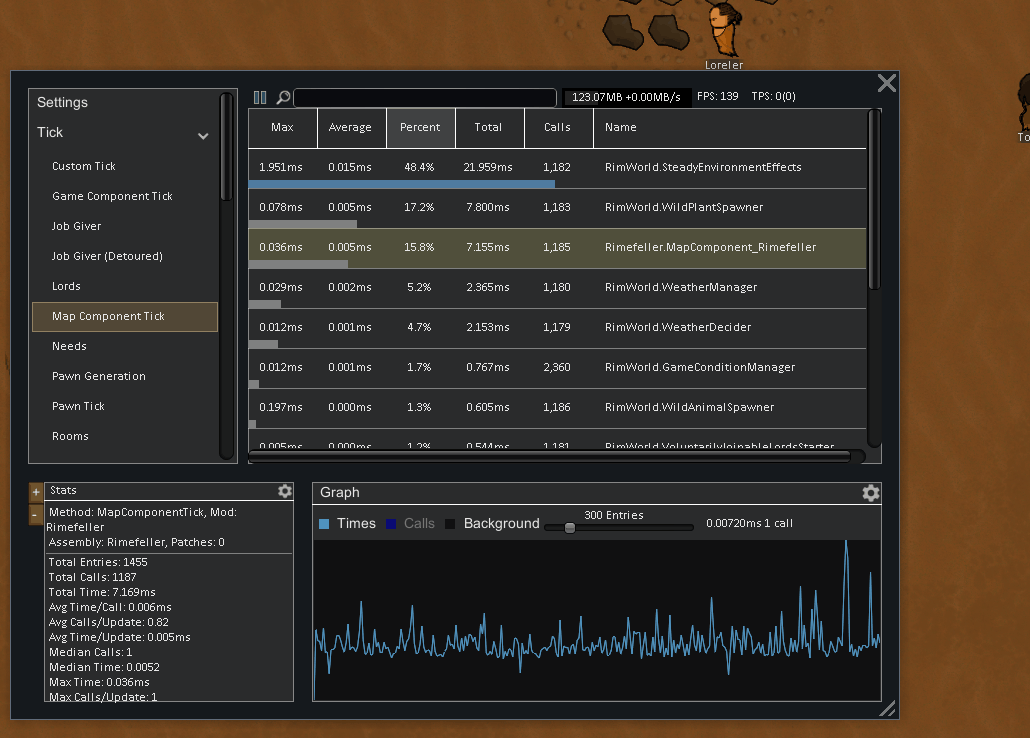 Loreler
Settings
Tick
Custom Tick
Game Component Tick
Job Giver
Job Giver (Detoured)
Lords
Map Component Tick
Needs
Pawn Generation
Pawn Tick
Rooms
123.07MB +0.00MB/s FPS: 139 TPS: 0(0)
Max Average Percent Total Calls Name
1.951ms 0.015ms 48.4% 21.959ms 1,182 RimWorld.SteadyEnvironmentEffects
0.078ms 0.005ms 17.2% 7.800ms 1,183 RimWorld.WildPlantSpawner
0.036ms 0.005ms 15.8% 7.155ms 1,185 Rimefeller.MapComponent_Rimefeller
0.029ms 0.002ms 5.2% 2.365ms 1,180 RimWorld.WeatherManager
0.012ms 0.001ms 4.7% 2.153ms 1,179 RimWorld.WeatherDecider
0.012ms 0.001ms 1.7% 0.767ms 2,360 RimWorld.GameConditionManager
0.197ms 0.000ms 1.3% 0.605ms 1,186 RimWorld.WildAnimalSpawner
0.005ms 0.000ms 1.2% 0.544ms 1,181 RimWorld.VoluntarilyJoinableLordsStarter
To
+
-
Stats
Method: MapComponentTick, Mod:
Rimefeller
Assembly: Rimefeller, Patches: 0
Total Entries: 1455
Total Calls: 1187
Total Time: 7.169ms
Avg Time/Call: 0.006ms
Avg Calls/Update: 0.82
Avg Time/Update: 0.005ms
Median Calls: 1
Median Time: 0.0052
Max Time: 0.036ms
Max Calls/Update: 1
Graph
Times Calls Background 300 Entries 0.00720ms 1 call